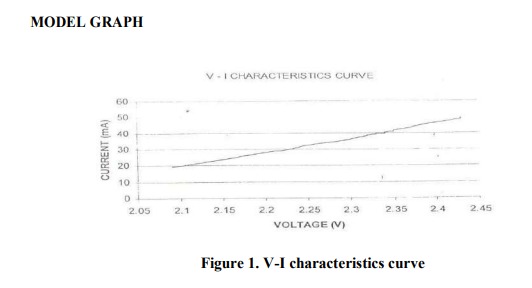 MODEL GRAPH
V - I CHARACTERISTICS CURVE
60
50
40
30
20
10
0
CURRENT (mA)
2.05 2.1 2.15 2.2 2.25 2.3 2.35 2.4 2.45
VOLTAGE (V)
Figure 1. V-I characteristics curve